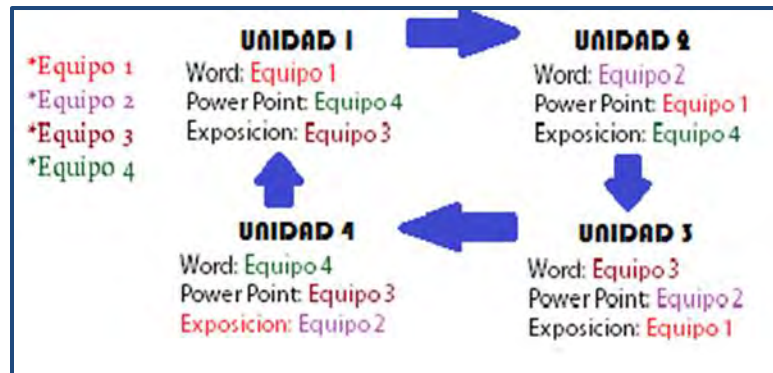 *Equipo 1
*Equipo 2
*Equipo 3
*Equipo 4
UNIDAD 1
Word: Equipo 1
Power Point: Equipo 4
Exposicion: Equipo 3
UNIDAD 2
Word: Equipo 2
Power Point: Equipo 1
Exposicion: Equipo 4
UNIDAD 3
Word: Equipo 3
Power Point: Equipo 2
Exposicion: Equipo 1
UNIDAD 4
Word: Equipo 4
Power Point: Equipo 3
Exposicion: Equipo 2